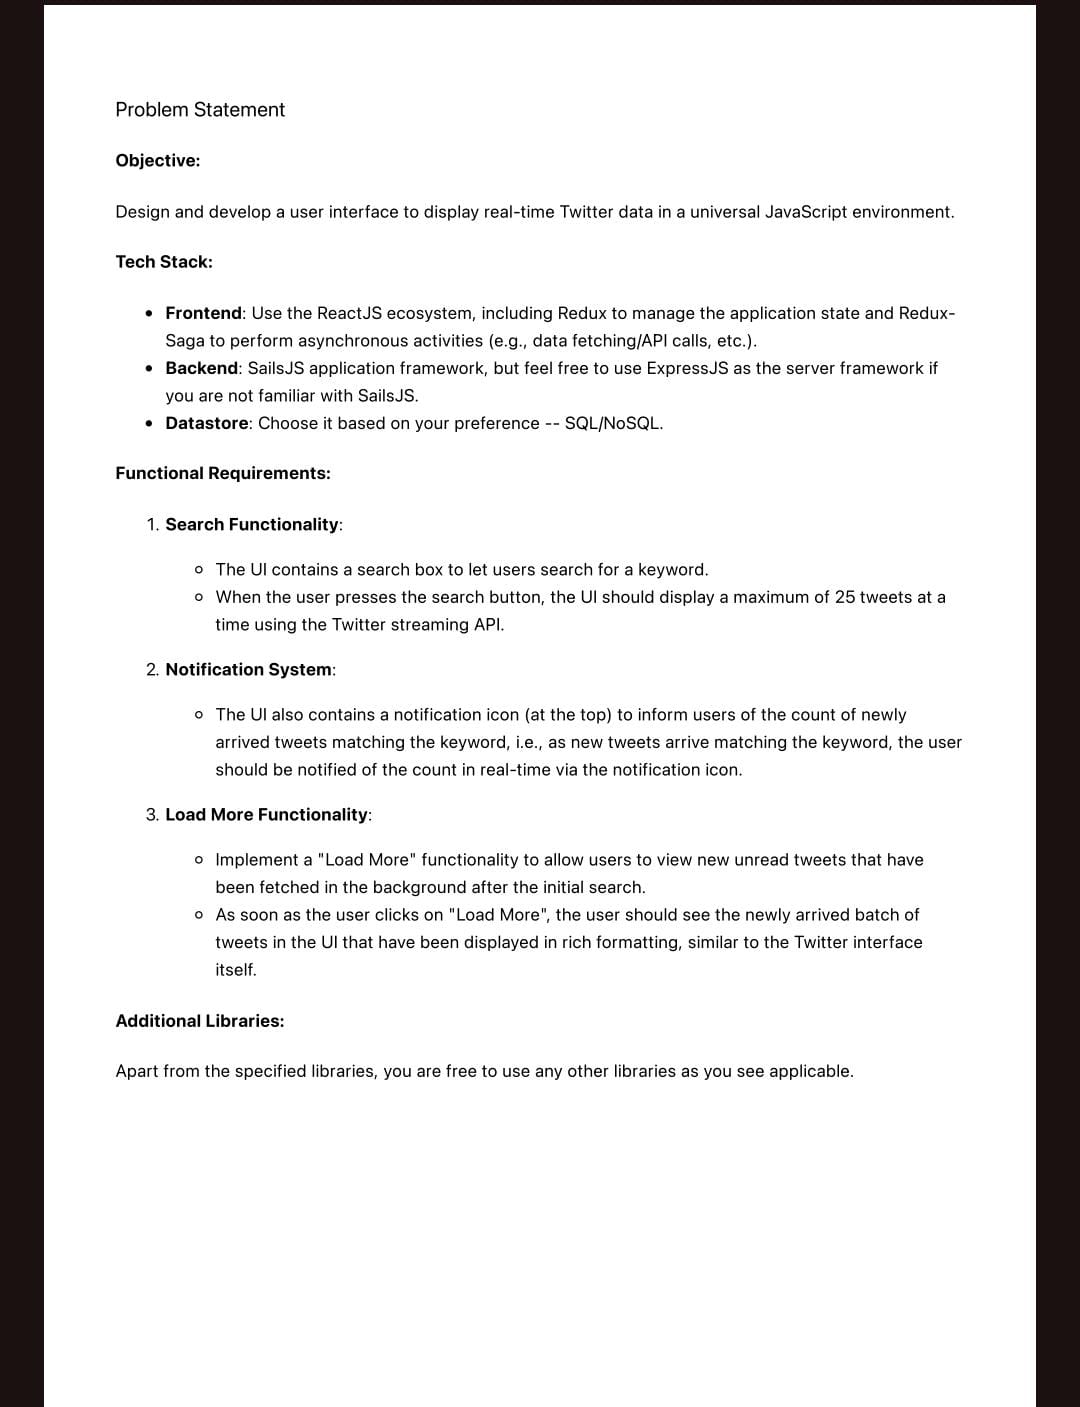 Problem Statement
Objective:
Design and develop a user interface to display real-time Twitter data in a universal JavaScript environment.
Tech Stack:
• Frontend: Use the ReactJS ecosystem, including Redux to manage the application state and Redux-
Saga to perform asynchronous activities (e.g., data fetching/API calls, etc.).
• Backend: SailsJS application framework, but feel free to use ExpressJS as the server framework if
you are not familiar with SailsJS.
• Datastore: Choose it based on your preference -- SQL/NoSQL.
Functional Requirements:
1. Search Functionality:
○ The UI contains a search box to let users search for a keyword.
○ When the user presses the search button, the UI should display a maximum of 25 tweets at a
time using the Twitter streaming API.
2. Notification System:
○ The UI also contains a notification icon (at the top) to inform users of the count of newly
arrived tweets matching the keyword, i.e., as new tweets arrive matching the keyword, the user
should be notified of the count in real-time via the notification icon.
3. Load More Functionality:
○ Implement a "Load More" functionality to allow users to view new unread tweets that have
been fetched in the background after the initial search.
○ As soon as the user clicks on "Load More", the user should see the newly arrived batch of
tweets in the UI that have been displayed in rich formatting, similar to the Twitter interface
itself.
Additional Libraries:
Apart from the specified libraries, you are free to use any other libraries as you see applicable.